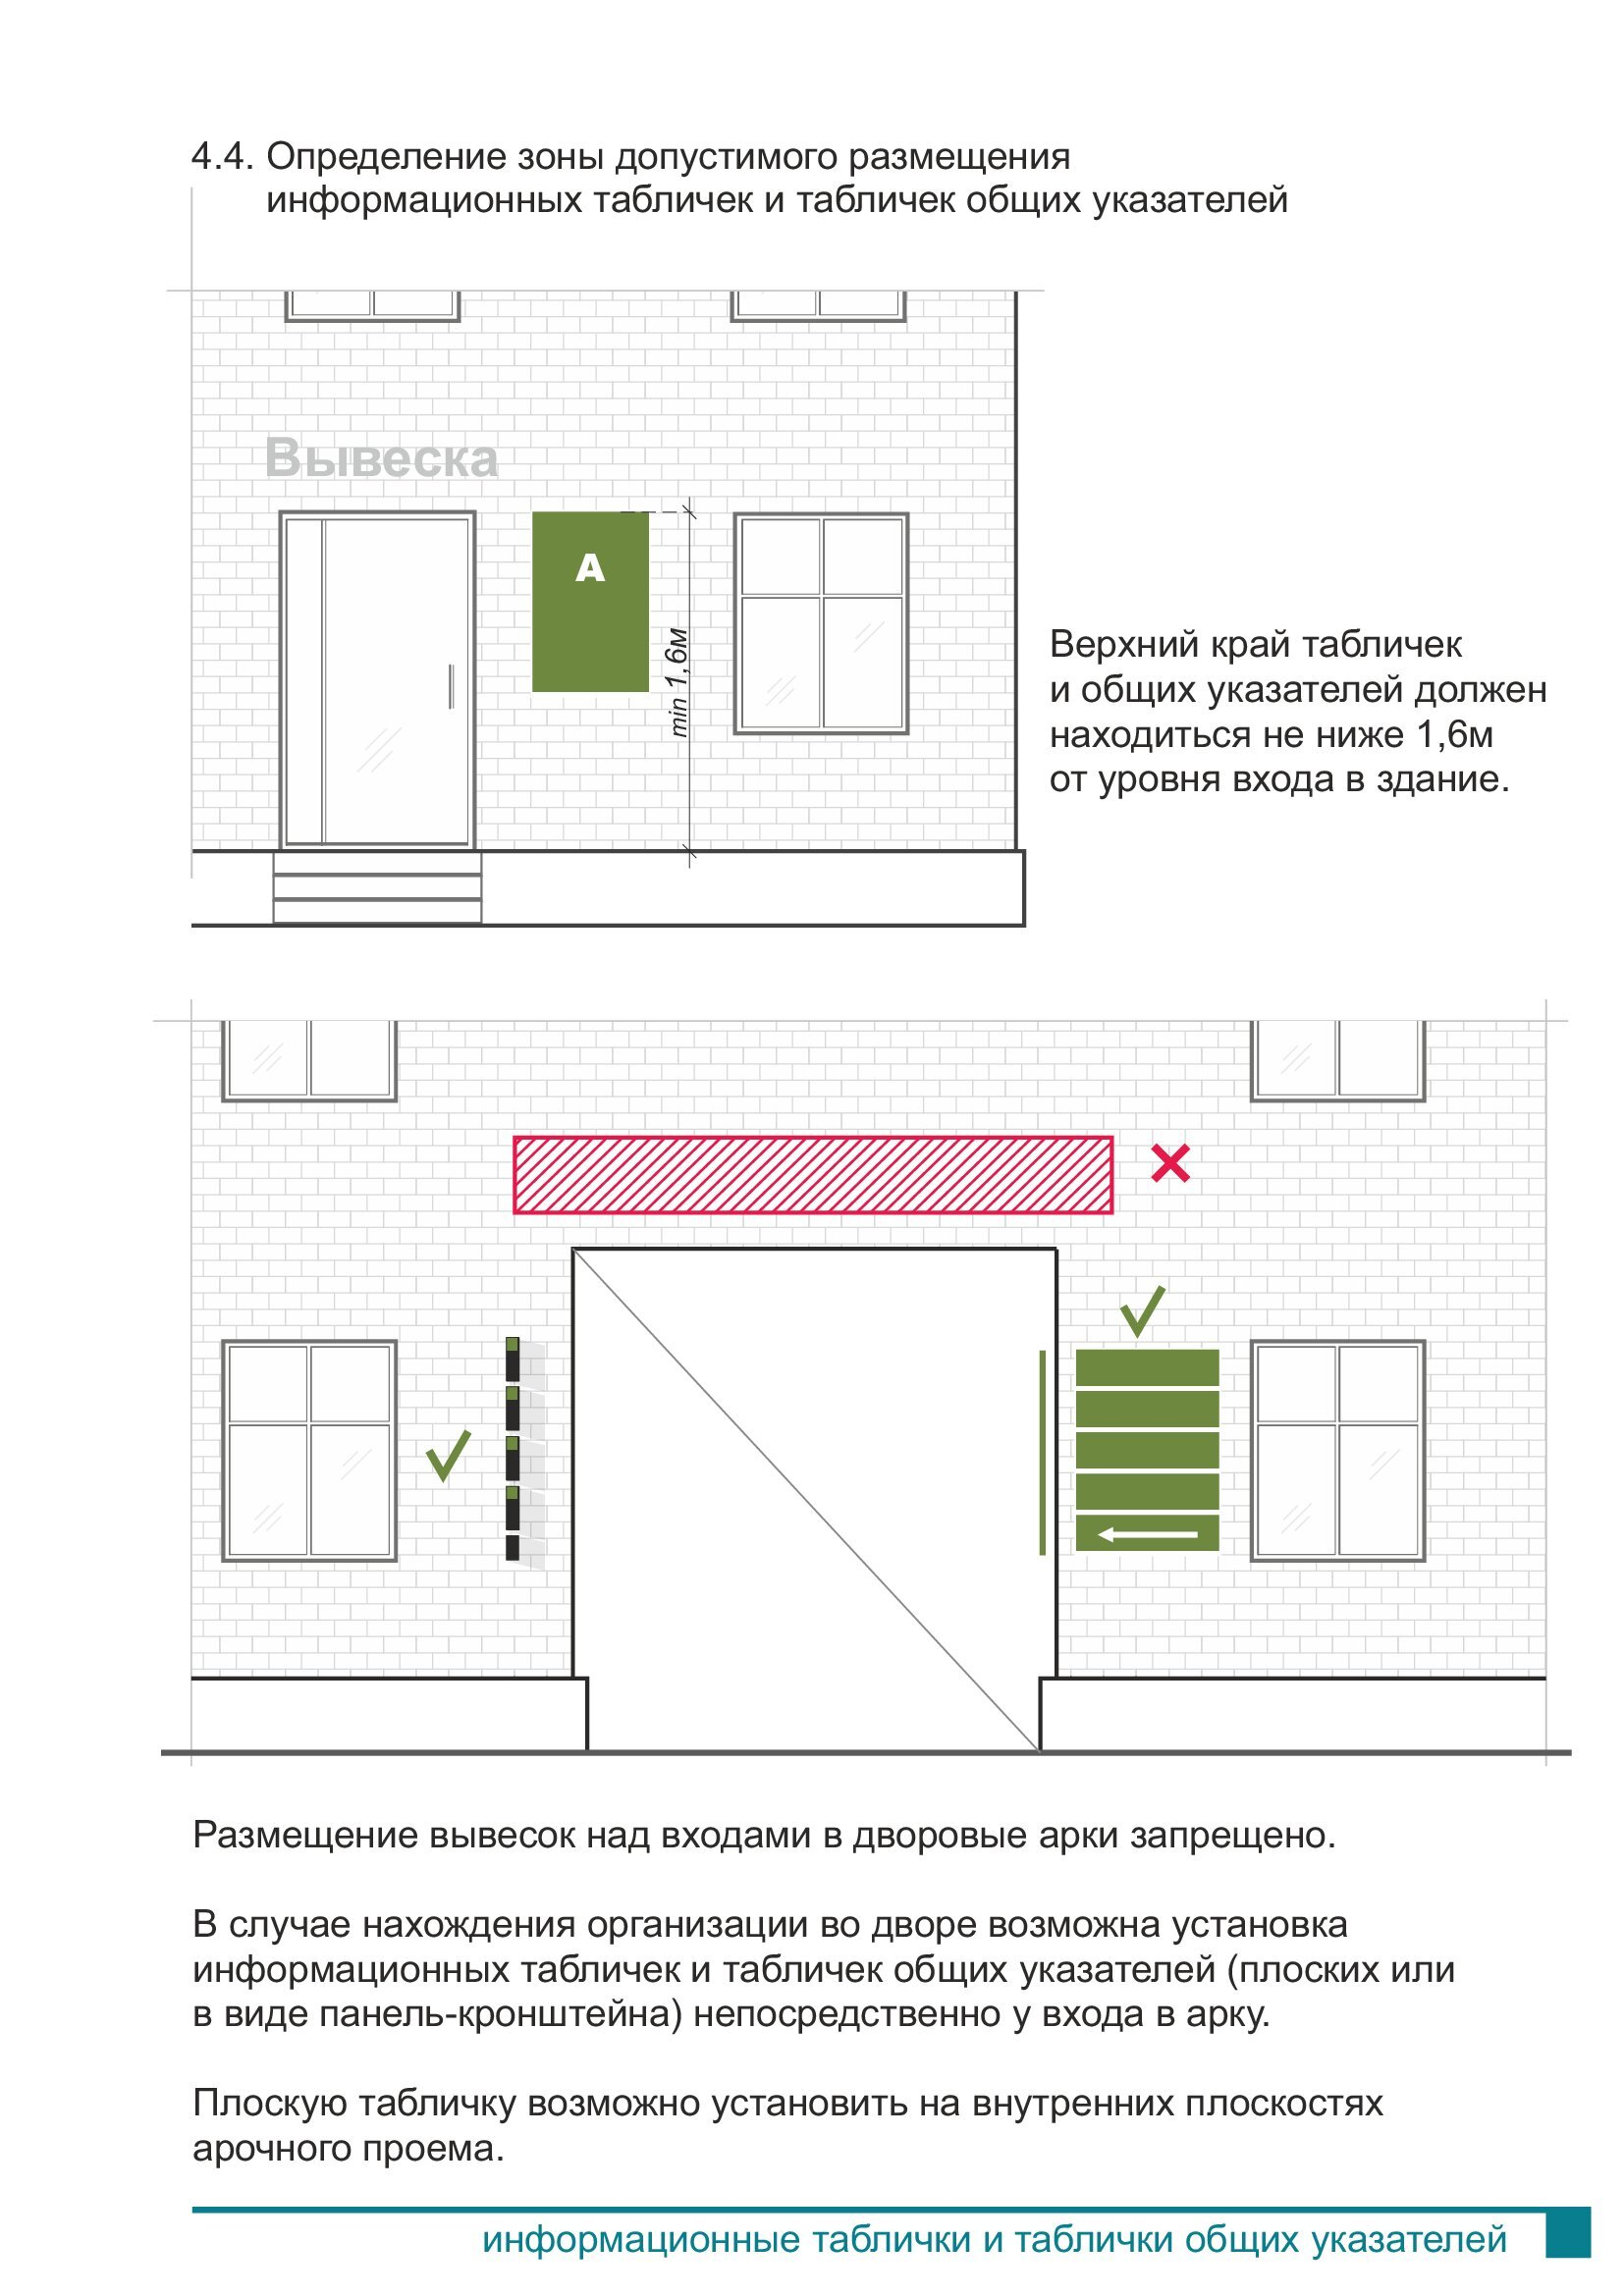 4.4. Определение зоны допустимого размещения
информационных табличек и табличек общих указателей
Вывеска
A
min 1,6м
Верхний край табличек
и общих указателей должен
находиться не ниже 1,6м
от уровня входа в здание.
Размещение вывесок над входами в дворовые арки запрещено.
В случае нахождения организации во дворе возможна установка
информационных табличек и табличек общих указателей (плоских или
в виде панель-кронштейна) непосредственно у входа в арку.
Плоскую табличку возможно установить на внутренних плоскостях
арочного проема.
информационные таблички и таблички общих указателей